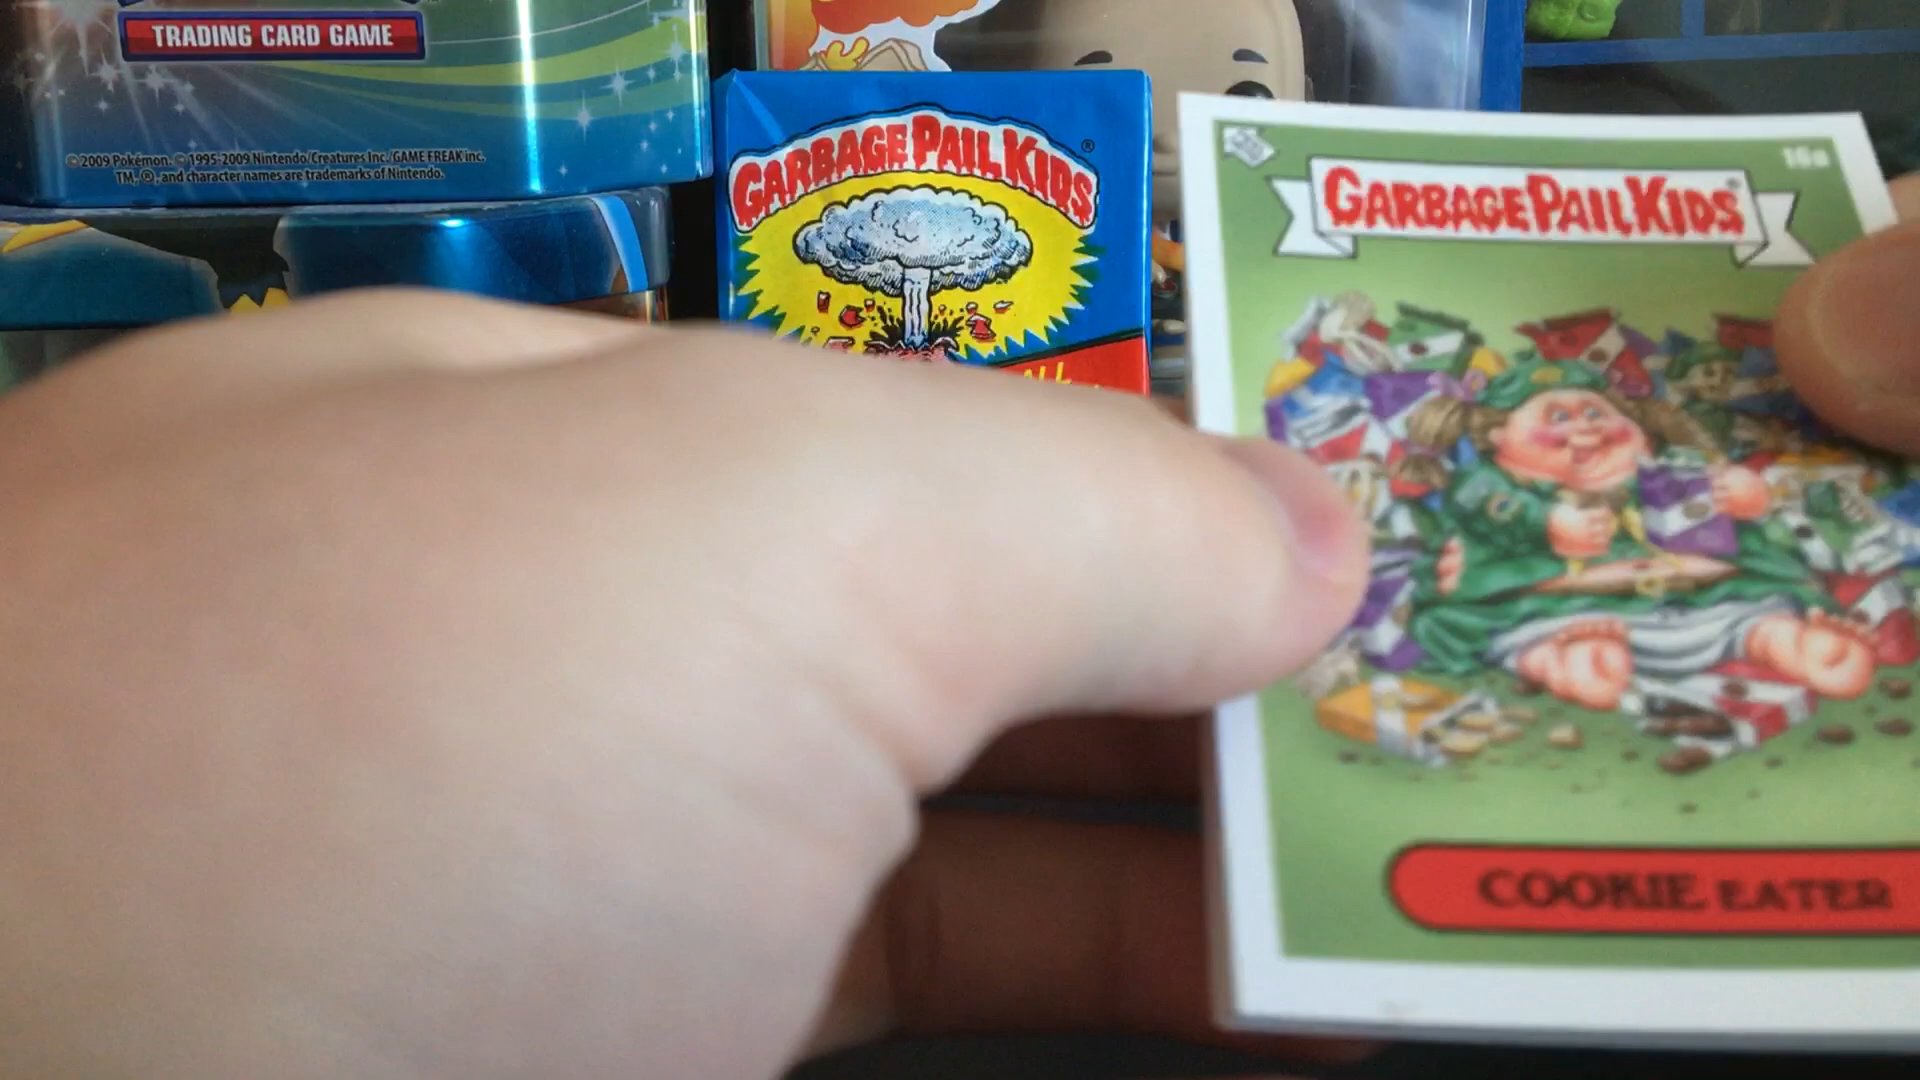 TRADING CARD GAME
© 2009 Pokémon. © 1995-2009 Nintendo/Creatures Inc./GAME FREAK inc.
TM, ®, and character names are trademarks of Nintendo.
GARBAGE PAIL KIDS®
GARBAGE PAIL KIDS
16a
COOKIE EATER